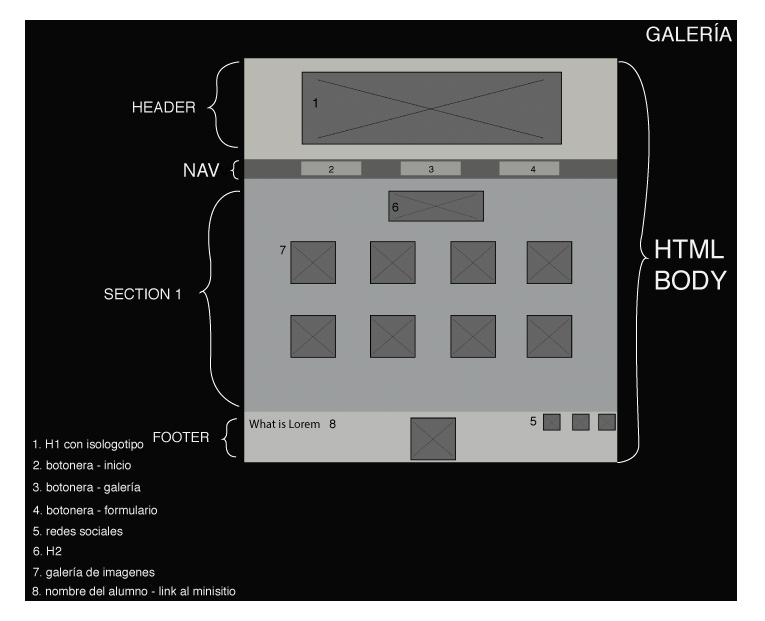 GALERÍA
HEADER
1
NAV
2
3
4
6
7
SECTION 1
HTML
BODY
What is Lorem 8
5
FOOTER
1. H1 con isologotipo
2. botonera - inicio
3. botonera - galería
4. botonera - formulario
5. redes sociales
6. H2
7. galería de imagenes
8. nombre del alumno - link al minisitio